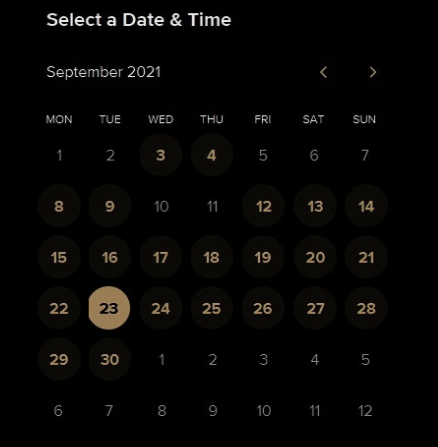 Select a Date & Time
September 2021
MON TUE WED THU FRI SAT SUN
1 2 3 4 5 6 7
8 9 10 11 12 13 14
15 16 17 18 19 20 21
22 23 24 25 26 27 28
29 30 1 2 3 4 5
6 7 8 9 10 11 12